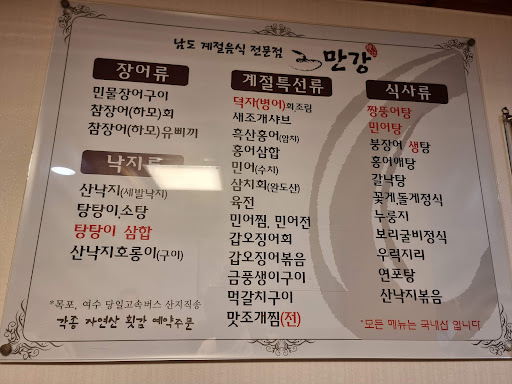 남도 계절음식 전문점 만강
장어류
민물장어구이
참장어(하모)회
참장어(하모)유삐끼
낙지류
산낙지(세발낙지)
탕탕이,소탕
탕탕이 삼합
산낙지호롱이(구이)
*목포, 여수 당일고속버스 산지직송
각종 자연산 횟감 예약주문
계절특선류
덕자(병어)회,조림
새조개샤브
흑산홍어(암치)
홍어삼합
민어(수치)
삼치회(완도산)
육전
민어찜, 민어전
갑오징어회
갑오징어볶음
금풍생이구이
먹갈치구이
맛조개찜(전)
식사류
짱뚱어탕
민어탕
붕장어 생탕
홍어애탕
갈낙탕
꽃게,돌게정식
누룽지
보리굴비정식
우럭지리
연포탕
산낙지볶음
*모든 메뉴는 국내산 입니다